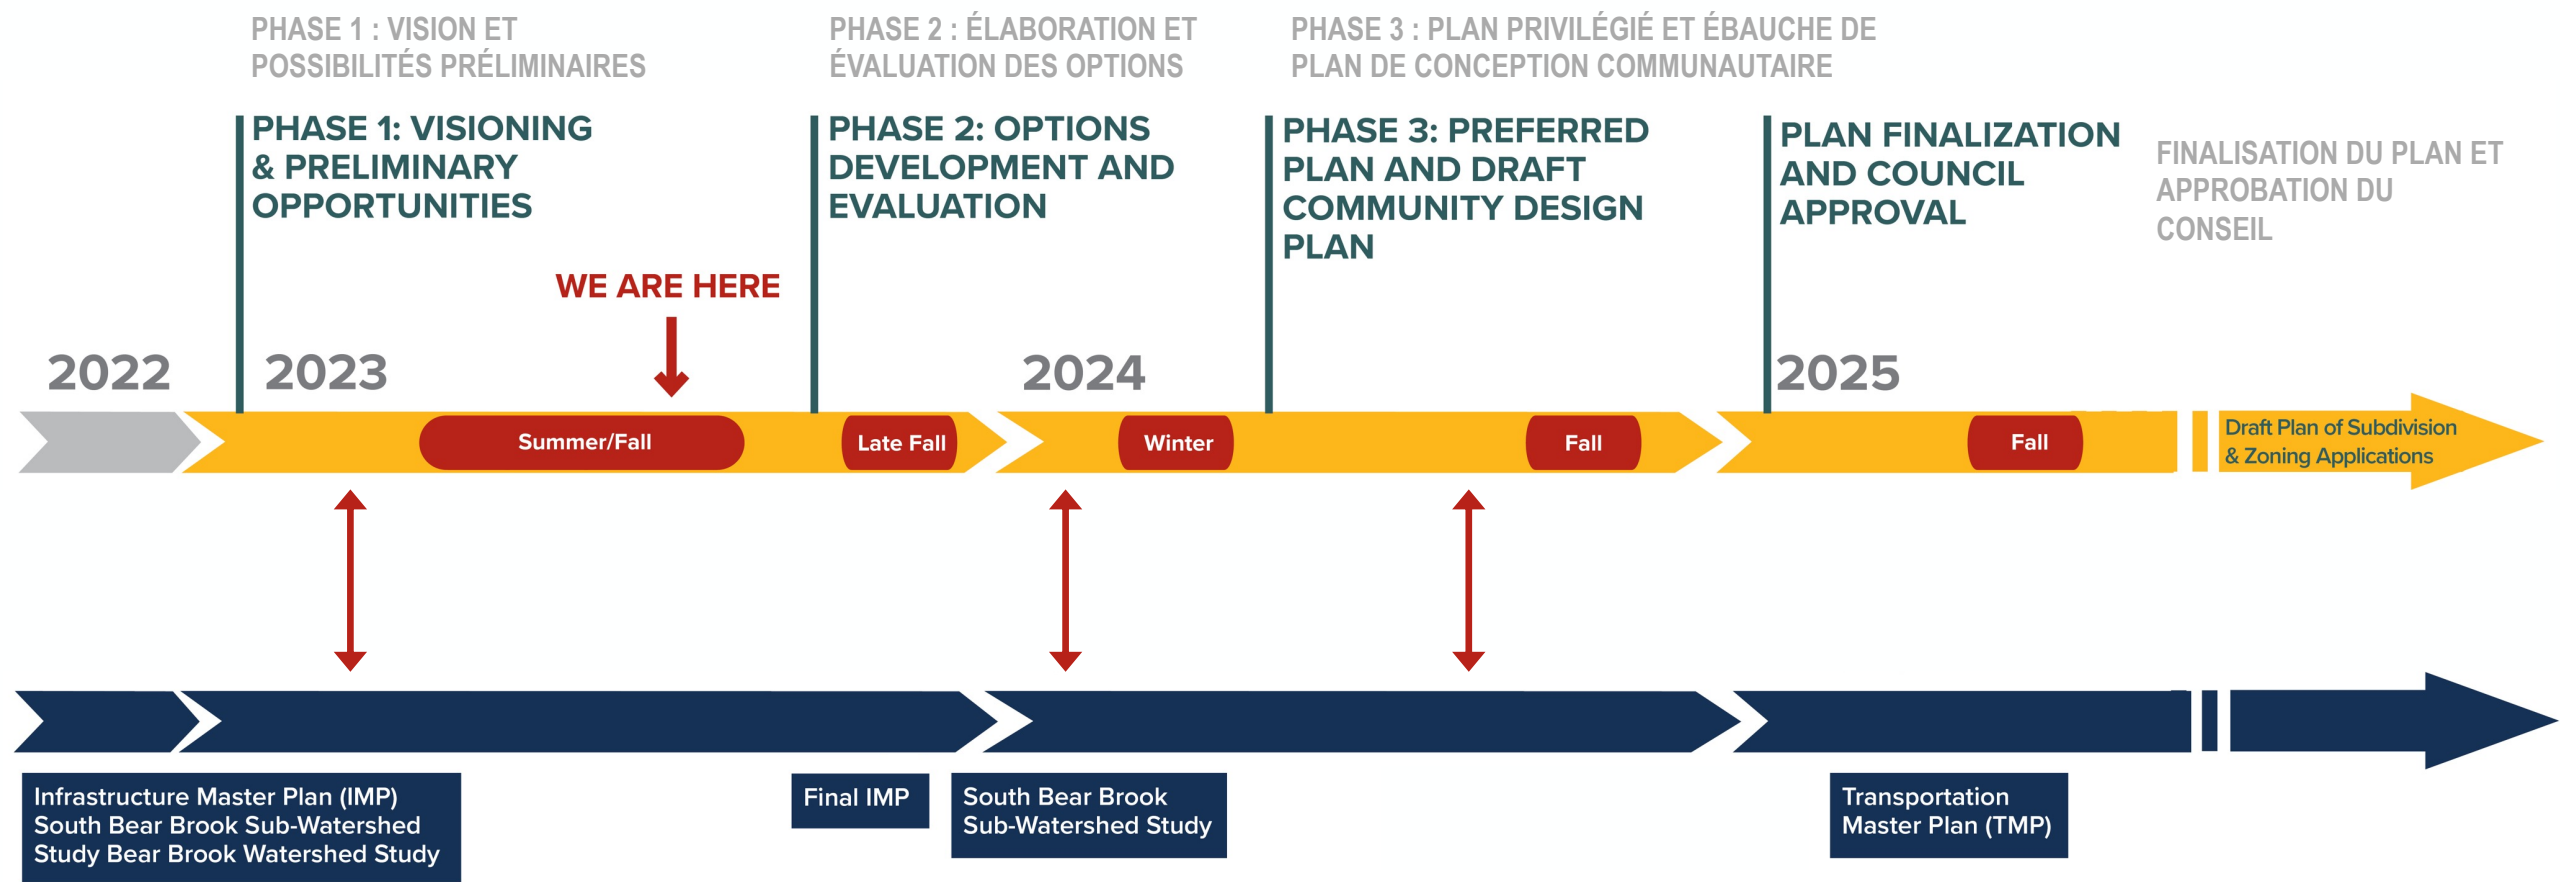 PHASE 1 : VISION ET
POSSIBILITÉS PRÉLIMINAIRES
PHASE 2 : ÉLABORATION ET
ÉVALUATION DES OPTIONS
PHASE 3 : PLAN PRIVILÉGIÉ ET ÉBAUCHE DE
PLAN DE CONCEPTION COMMUNAUTAIRE
PHASE 1: VISIONING
& PRELIMINARY
OPPORTUNITIES
PHASE 2: OPTIONS
DEVELOPMENT AND
EVALUATION
PHASE 3: PREFERRED
PLAN AND DRAFT
COMMUNITY DESIGN
PLAN
PLAN FINALIZATION
AND COUNCIL
APPROVAL
FINALISATION DU PLAN ET
APPROBATION DU
CONSEIL
WE ARE HERE
2022
2023
2024
2025
Summer/Fall
Late Fall
Winter
Fall
Fall
Draft Plan of Subdivision
& Zoning Applications
Infrastructure Master Plan (IMP)
South Bear Brook Sub-Watershed
Study Bear Brook Watershed Study
Final IMP
South Bear Brook
Sub-Watershed Study
Transportation
Master Plan (TMP)